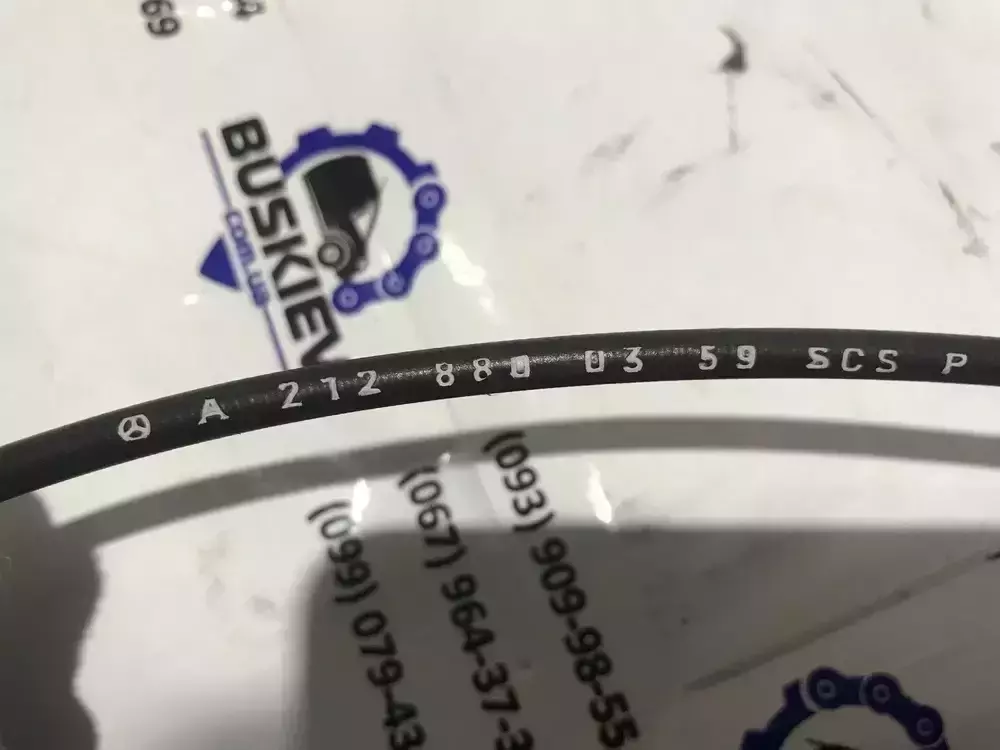 69
BUSKIEV
com.ua
A 212 880 03 59 SCS P
(093) 909-98-55
(067) 964-37-3
(099) 079-43